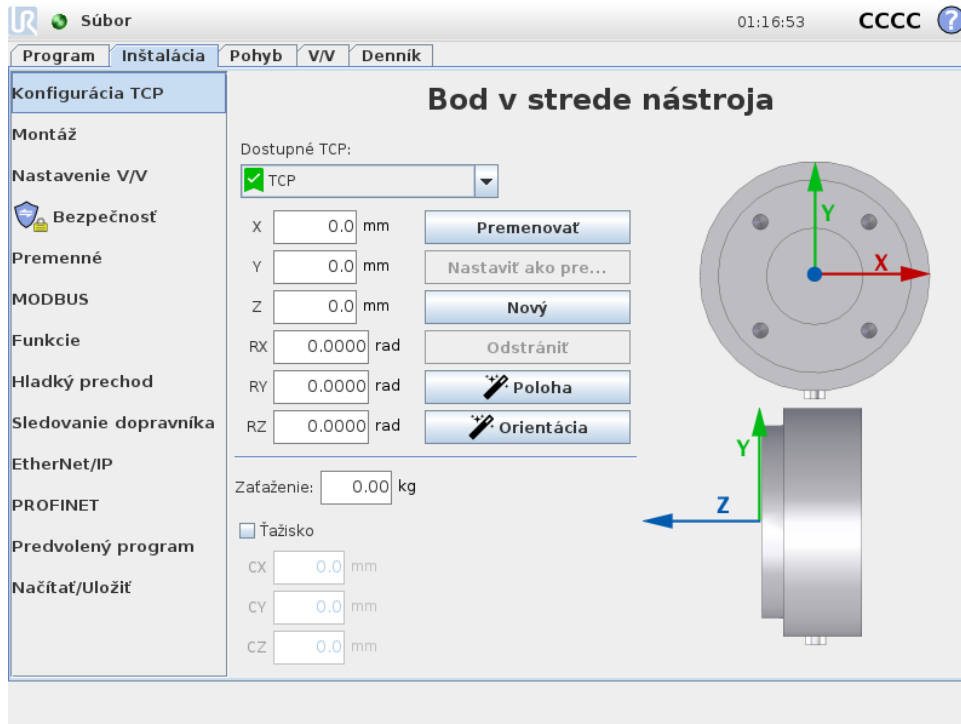 UR Súbor 01:16:53 CCCC ?
Program Inštalácia Pohyb V/V Denník
Konfigurácia TCP
Montáž
Nastavenie V/V
Bezpečnosť
Premenné
MODBUS
Funkcie
Hladký prechod
Sledovanie dopravníka
EtherNet/IP
PROFINET
Predvolený program
Načítať/Uložiť
Bod v strede nástroja
Dostupné TCP:
TCP
X 0.0 mm Premenovať
Y 0.0 mm Nastaviť ako pre...
Z 0.0 mm Nový
RX 0.0000 rad Odstrániť
RY 0.0000 rad Poloha
RZ 0.0000 rad Orientácia
Zaťaženie: 0.00 kg
Ťažisko
CX 0.0 mm
CY 0.0 mm
CZ 0.0 mm
Y
X
Y
Z